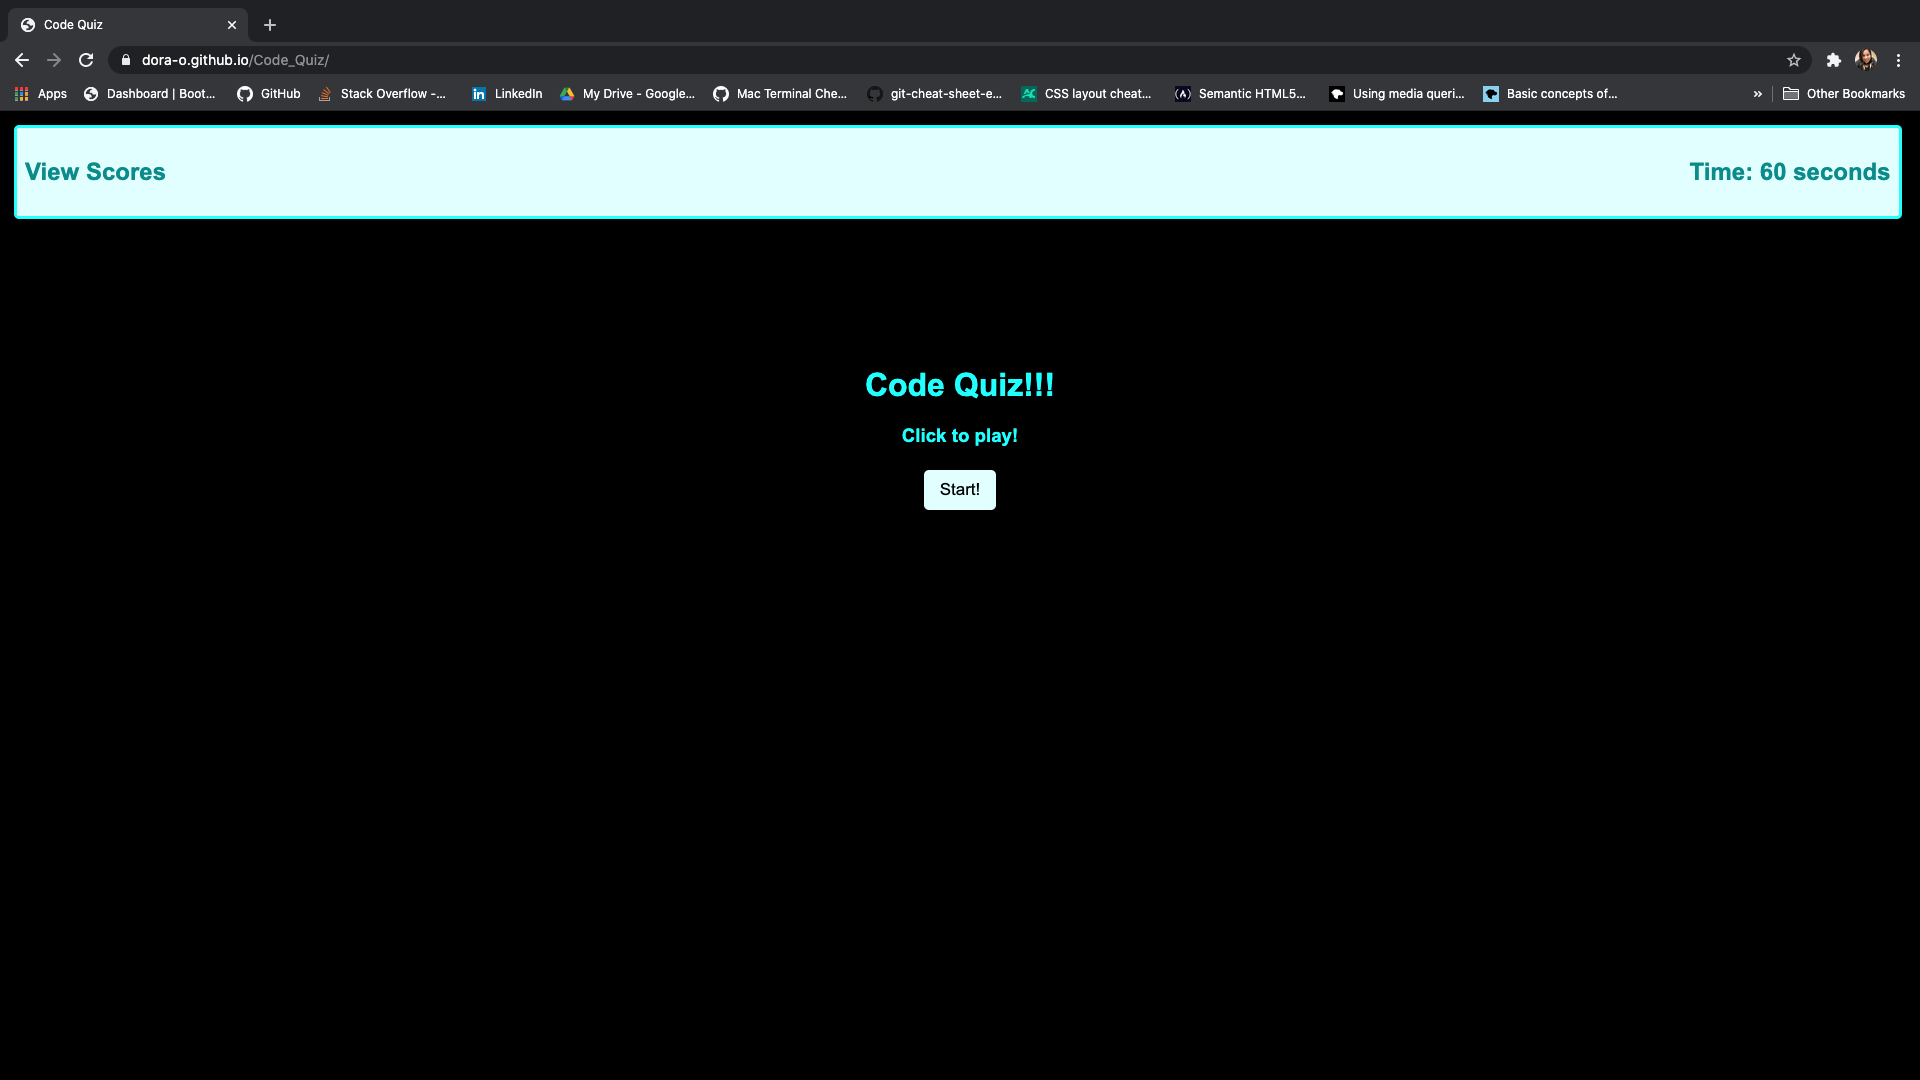 Code Quiz
dora-o.github.io/Code_Quiz/
Apps Dashboard | Boot... GitHub Stack Overflow -... LinkedIn My Drive - Google... Mac Terminal Che... git-cheat-sheet-e... CSS layout cheat... Semantic HTML5... Using media queri... Basic concepts of... » Other Bookmarks
View Scores Time: 60 seconds
Code Quiz!!!
Click to play!
Start!